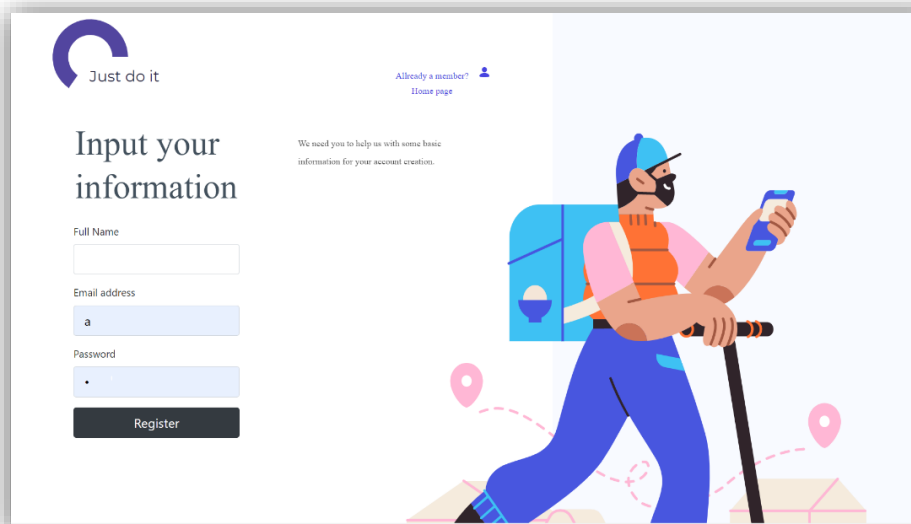 Just do it
Allready a member?
Home page
Input your
information
We need you to help us with some basic
information for your account creation.
Full Name
Email address
a
Password
Register